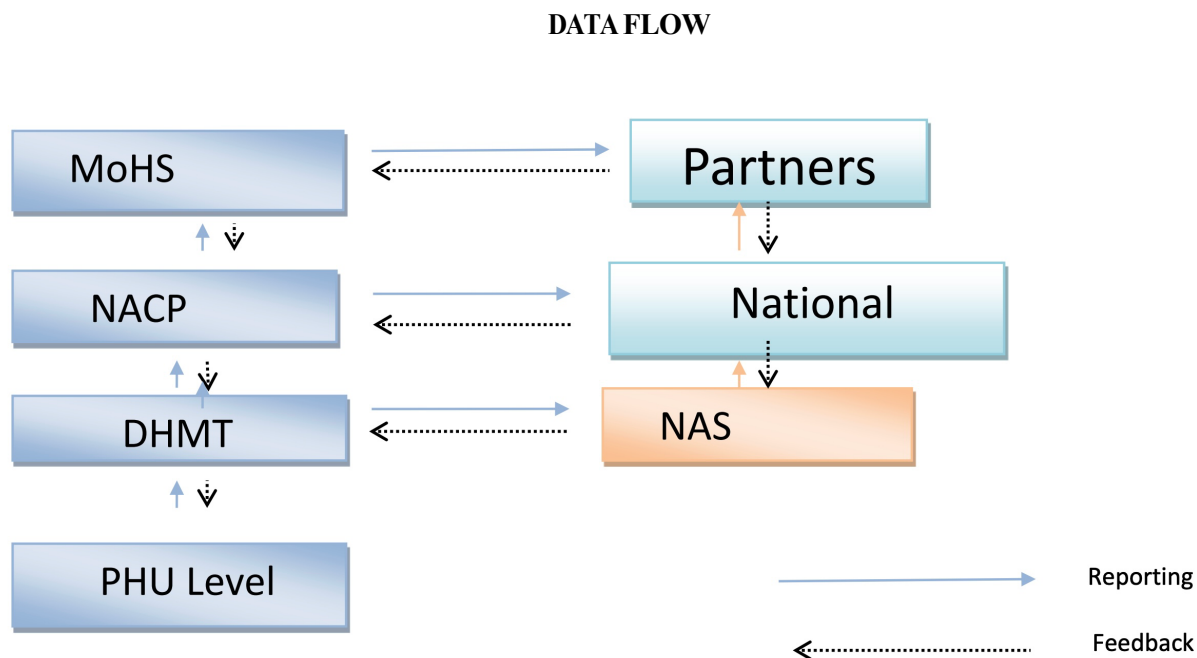 DATA FLOW
MoHS
Partners
NACP
National
DHMT
NAS
PHU Level
Reporting
Feedback